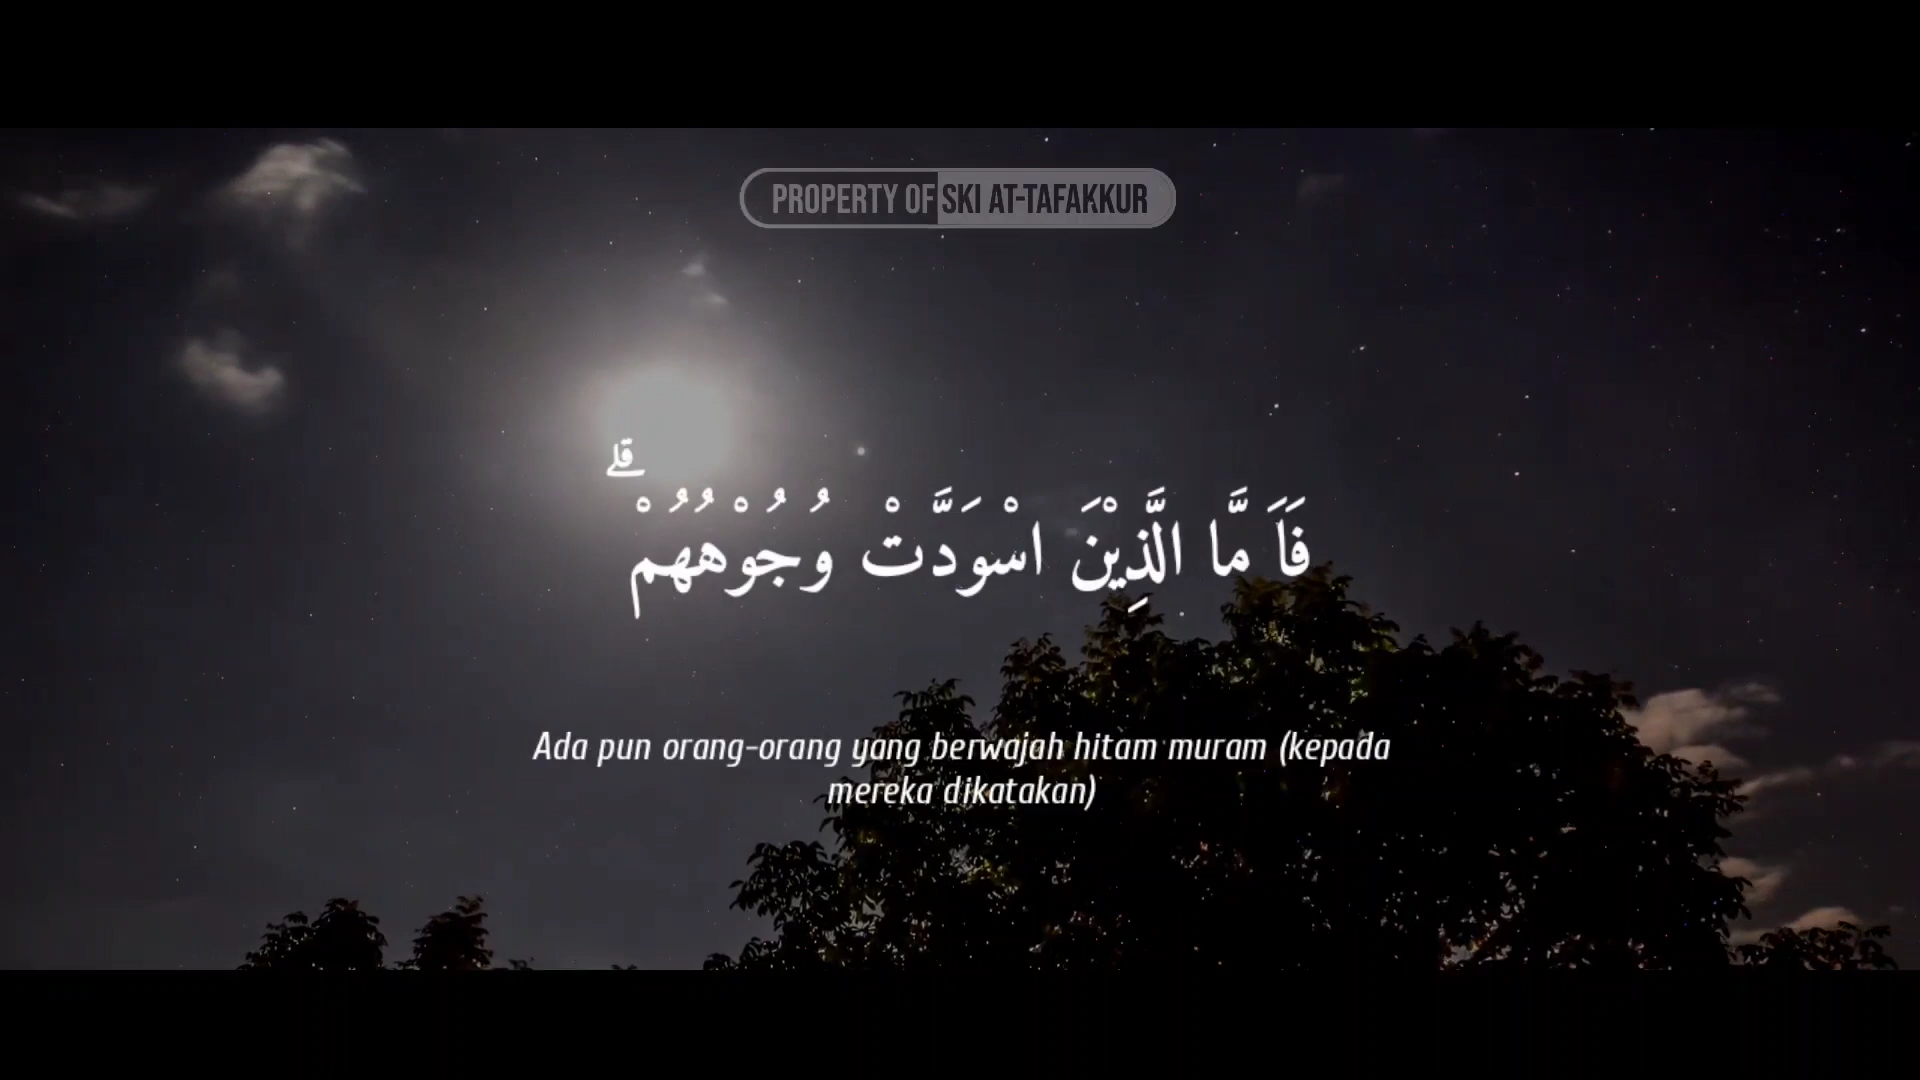 PROPERTY OF SKI AT-TAFAKKUR
فَاَ مَّا الَّذِيْنَ اسْوَدَّتْ وُجُوْهُهُمْ ۗ
Ada pun orang-orang yang berwajah hitam muram (kepada
mereka dikatakan)